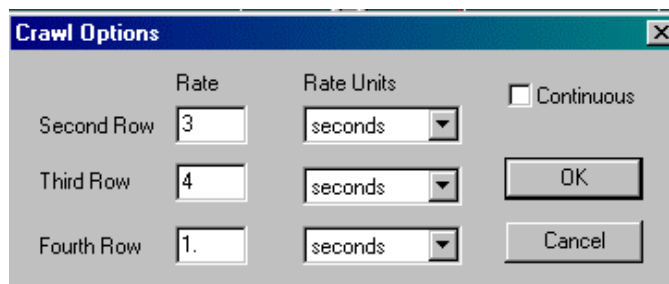 Crawl Options
Rate Rate Units
Continuous
Second Row 3 seconds
Third Row 4 seconds OK
Fourth Row 1. seconds Cancel